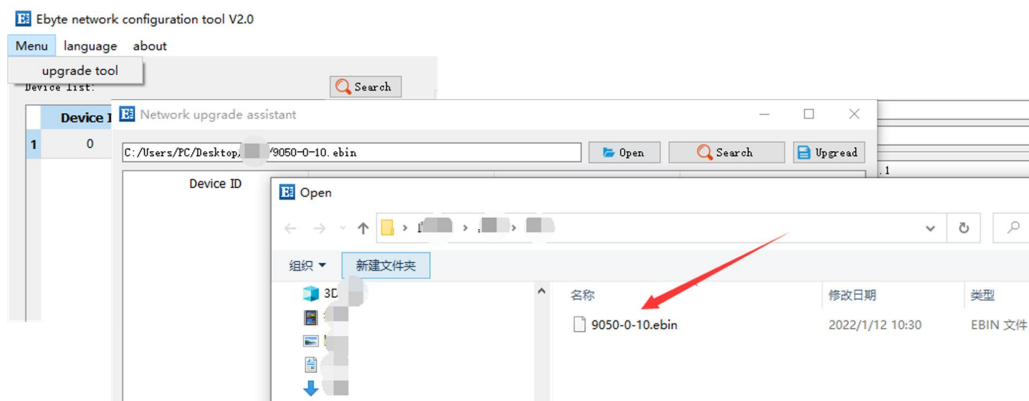 Ebyte network configuration tool V2.0
Menu language about
upgrade tool
Device list:
Search
Device I
Network upgrade assistant
1 0
C:/Users/PC/Desktop/ /9050-0-10.ebin Open Search Upgread
.1
Device ID
Open
组织 新建文件夹
3D
名称 修改日期 类型
9050-0-10.ebin 2022/1/12 10:30 EBIN 文件